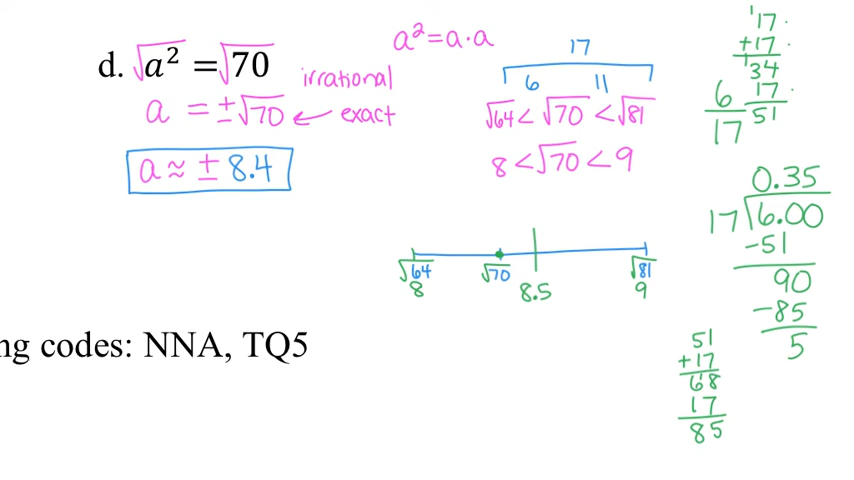 d. √a² = √70
a = ±√70
irrational
exact
a ≈ ± 8.4
a² = a · a
17
6 11
√64 < √70 < √81
8 < √70 < 9
√64 √70 √81
8 8.5 9
17
+17
34
17
51
6
17
0.35
17 6.00
-51
90
-85
5
51
+17
68
17
85
ng codes: NNA, TQ5